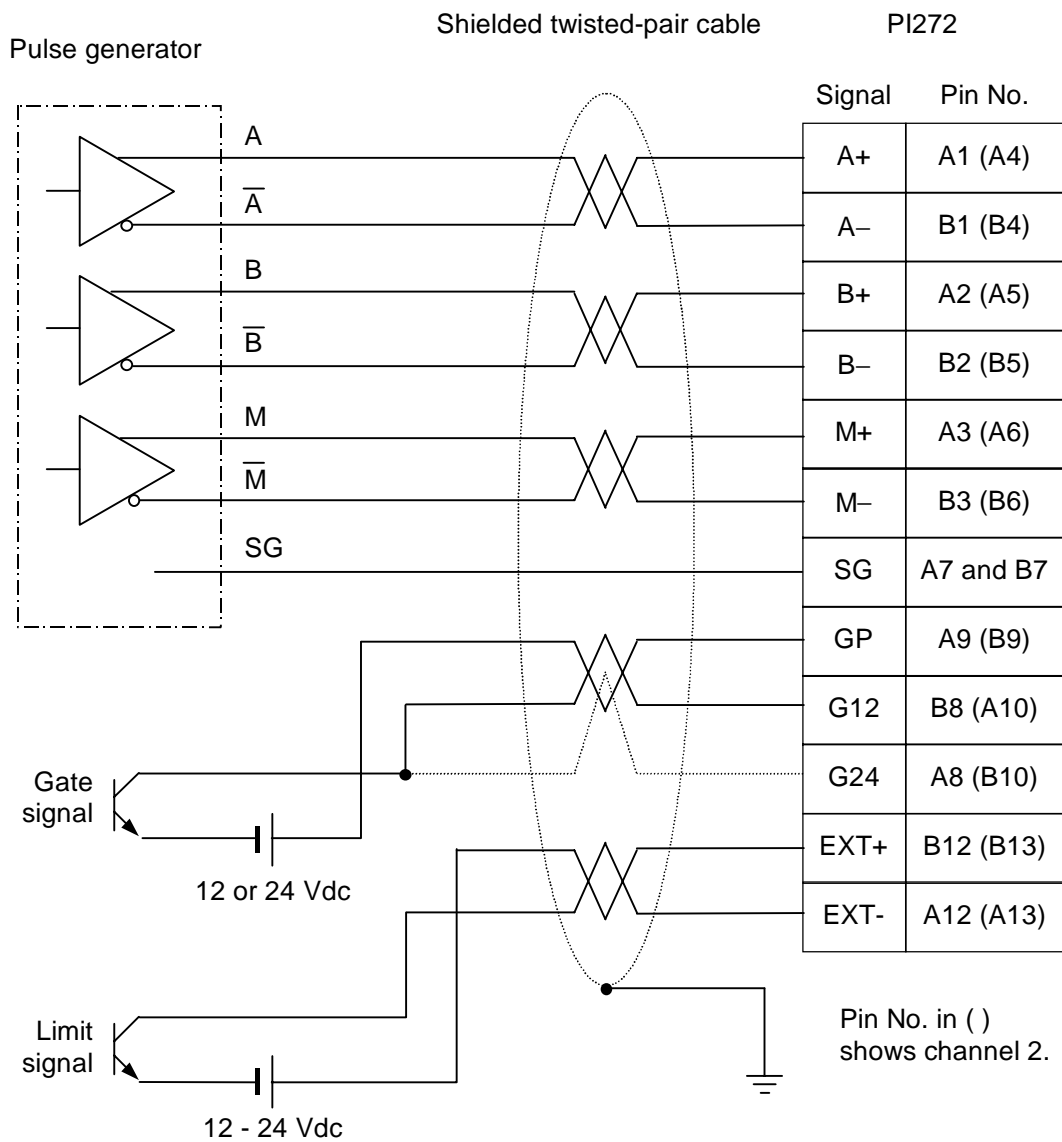 Shielded twisted-pair cable PI272
Pulse generator
Signal Pin No.
A
A̅
B
B̅
M
M̅
SG
A+ A1 (A4)
A− B1 (B4)
B+ A2 (A5)
B− B2 (B5)
M+ A3 (A6)
M− B3 (B6)
SG A7 and B7
GP A9 (B9)
G12 B8 (A10)
G24 A8 (B10)
EXT+ B12 (B13)
EXT- A12 (A13)
Gate
signal
12 or 24 Vdc
Limit
signal
12 - 24 Vdc
Pin No. in ( )
shows channel 2.